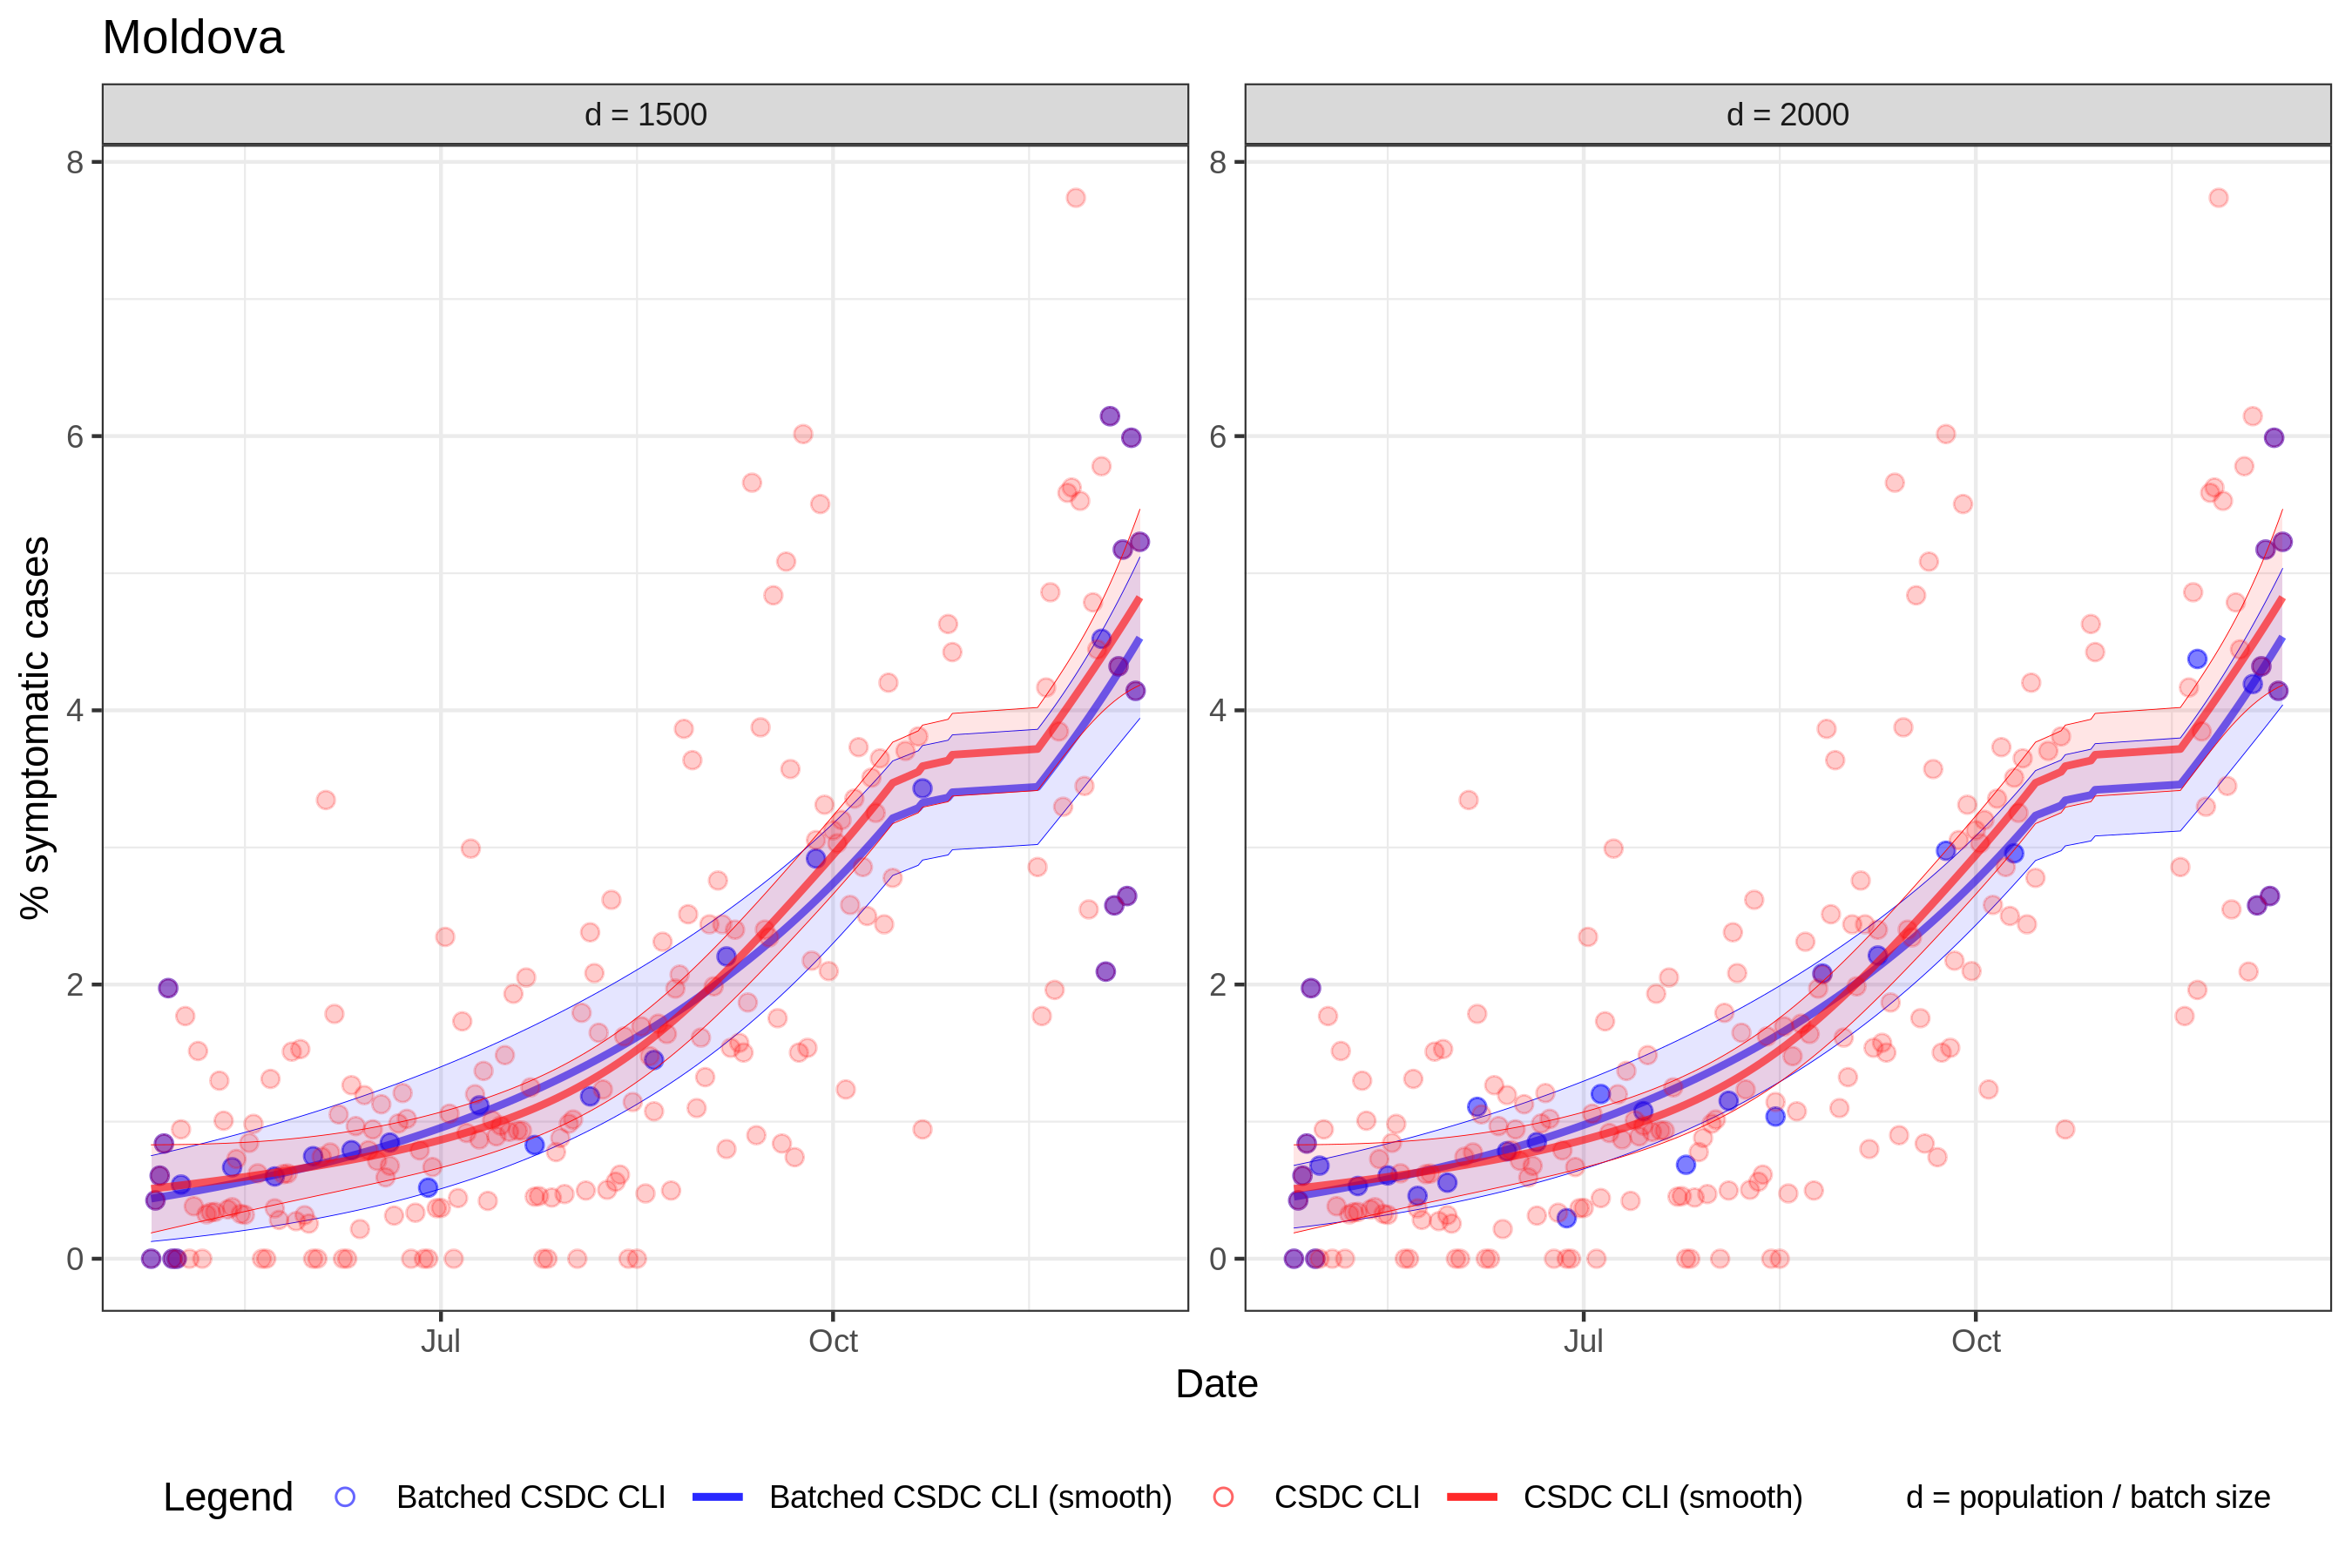 Moldova
d = 1500
d = 2000
% symptomatic cases
8
6
4
2
0
8
6
4
2
0
Jul
Oct
Jul
Oct
Date
Legend
Batched CSDC CLI
Batched CSDC CLI (smooth)
CSDC CLI
CSDC CLI (smooth)
d = population / batch size